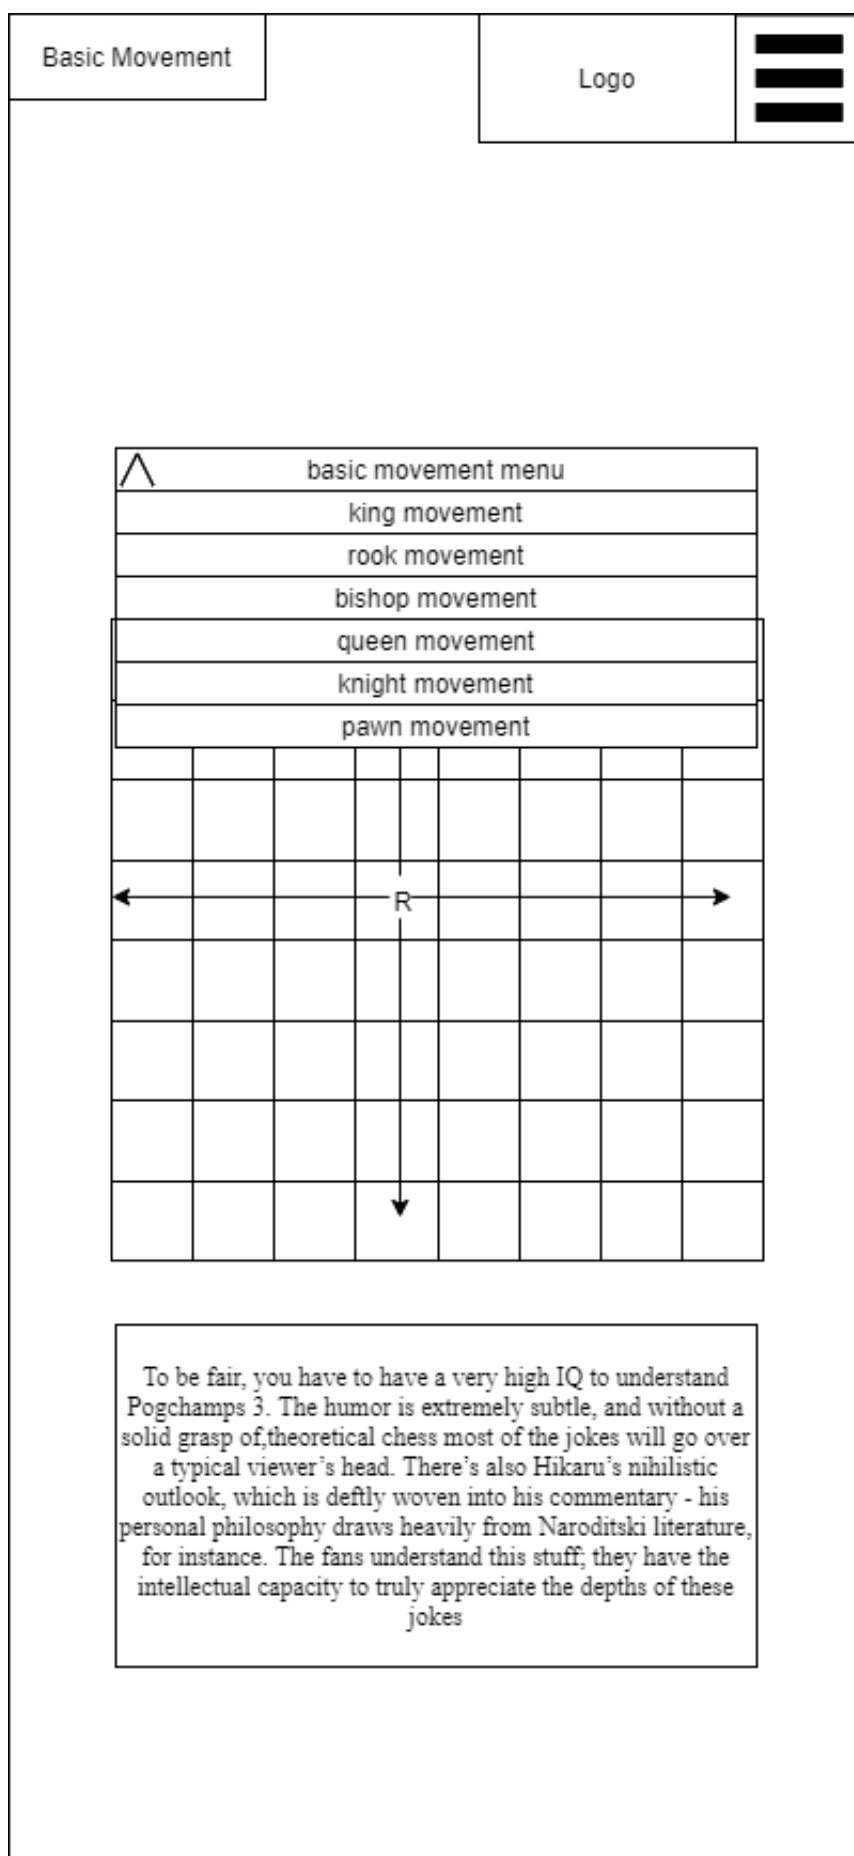 Basic Movement
Logo
basic movement menu
king movement
rook movement
bishop movement
queen movement
knight movement
pawn movement
R
To be fair, you have to have a very high IQ to understand
Pogchamps 3. The humor is extremely subtle, and without a
solid grasp of,theoretical chess most of the jokes will go over
a typical viewer’s head. There’s also Hikaru’s nihilistic
outlook, which is deftly woven into his commentary - his
personal philosophy draws heavily from Naroditski literature,
for instance. The fans understand this stuff; they have the
intellectual capacity to truly appreciate the depths of these
jokes